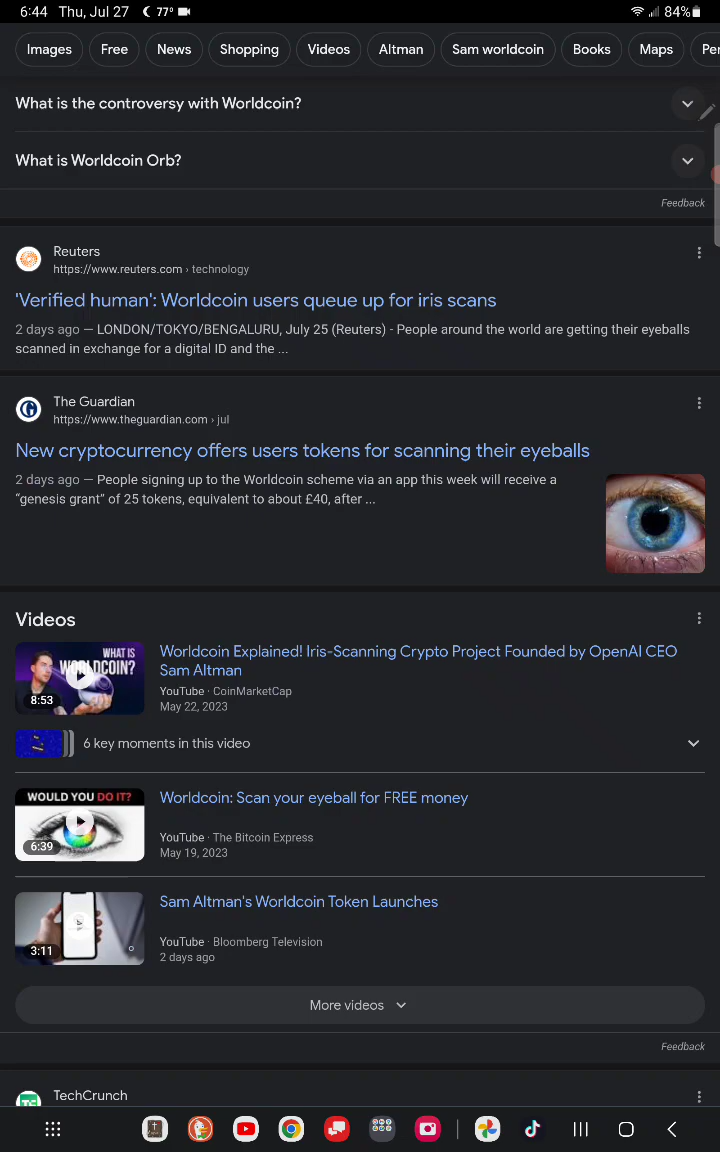 6:44 Thu, Jul 27 77° 84%
Images Free News Shopping Videos Altman Sam worldcoin Books Maps Per
What is the controversy with Worldcoin?
What is Worldcoin Orb?
Feedback
Reuters
https://www.reuters.com › technology
'Verified human': Worldcoin users queue up for iris scans
2 days ago — LONDON/TOKYO/BENGALURU, July 25 (Reuters) - People around the world are getting their eyeballs
scanned in exchange for a digital ID and the ...
The Guardian
https://www.theguardian.com › jul
New cryptocurrency offers users tokens for scanning their eyeballs
2 days ago — People signing up to the Worldcoin scheme via an app this week will receive a
“genesis grant” of 25 tokens, equivalent to about £40, after ...
Videos
WHAT IS
WORLDCOIN?
8:53
Worldcoin Explained! Iris-Scanning Crypto Project Founded by OpenAI CEO
Sam Altman
YouTube · CoinMarketCap
May 22, 2023
6 key moments in this video
WOULD YOU DO IT?
6:39
Worldcoin: Scan your eyeball for FREE money
YouTube · The Bitcoin Express
May 19, 2023
3:11
Sam Altman's Worldcoin Token Launches
YouTube · Bloomberg Television
2 days ago
More videos
Feedback
TechCrunch